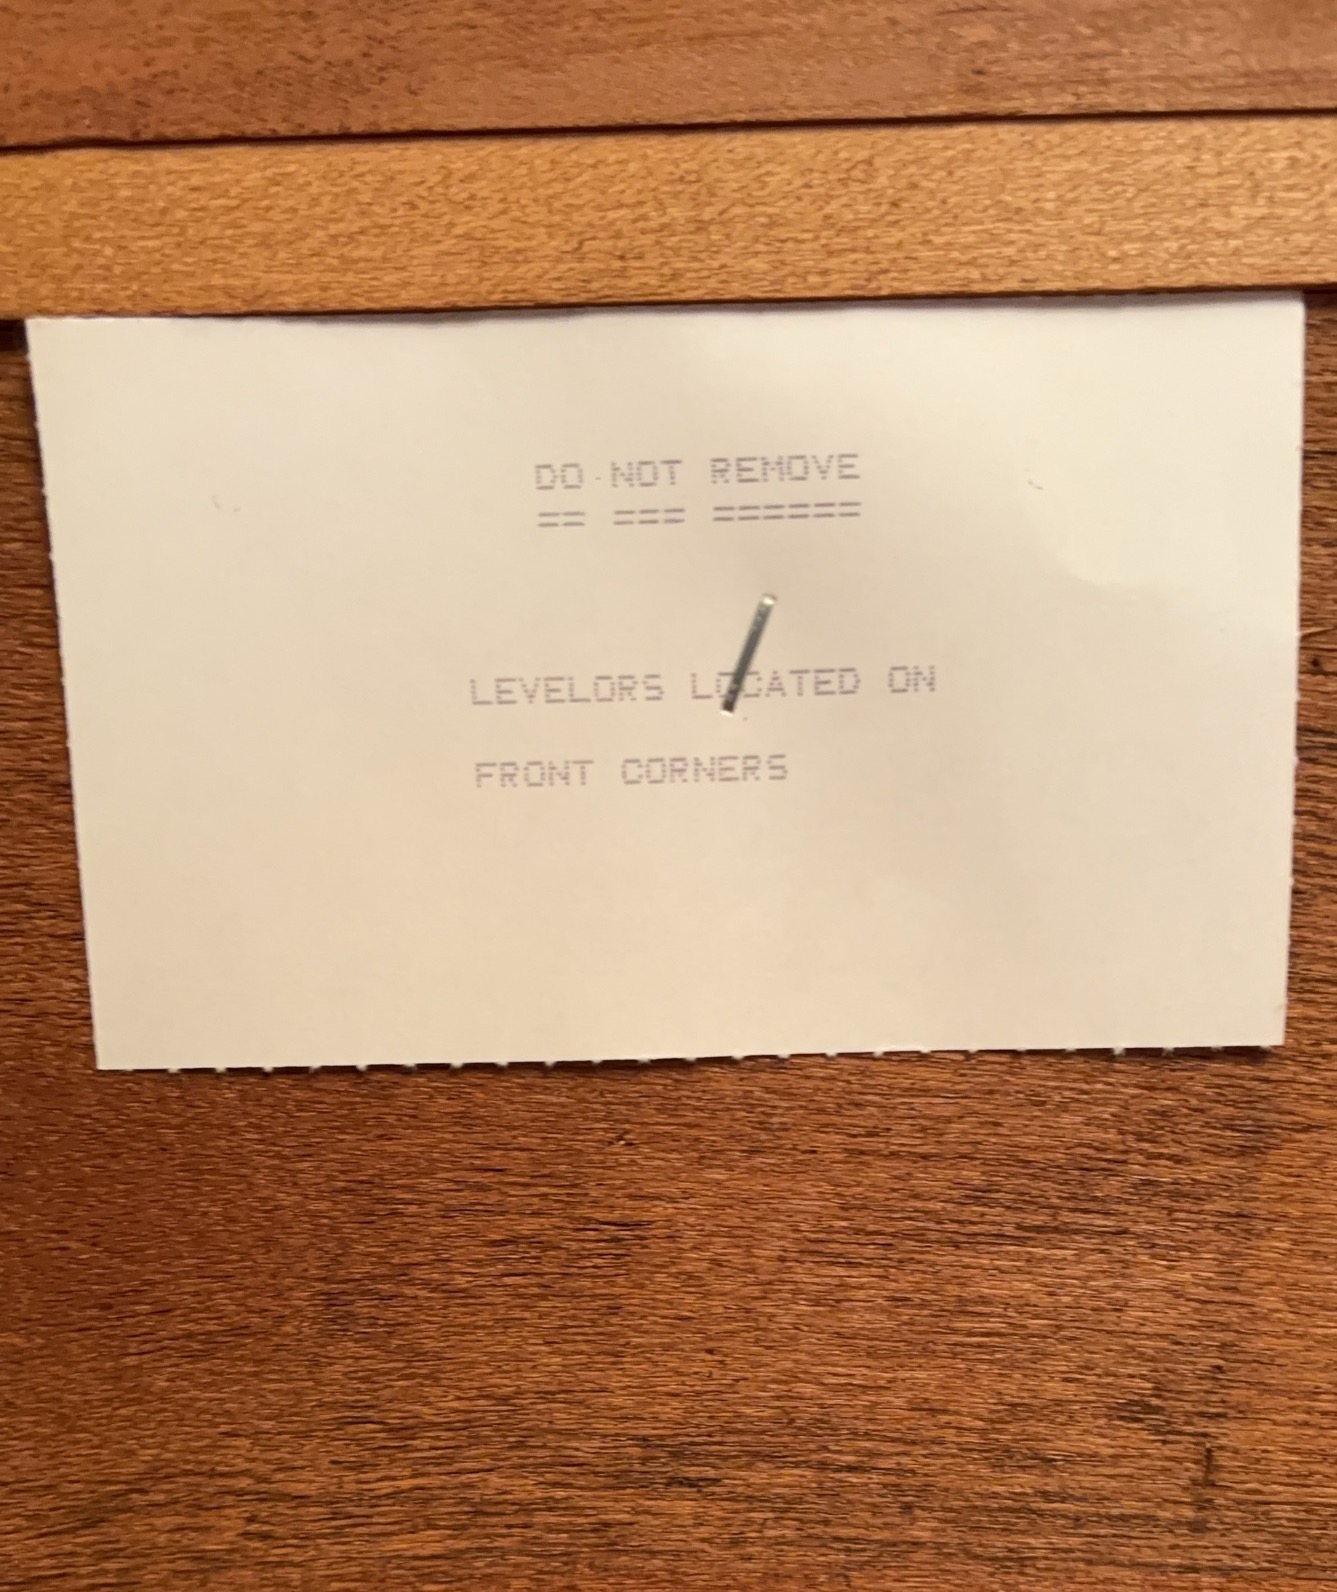 DO NOT REMOVE
== === ======
LEVELORS LOCATED ON
FRONT CORNERS